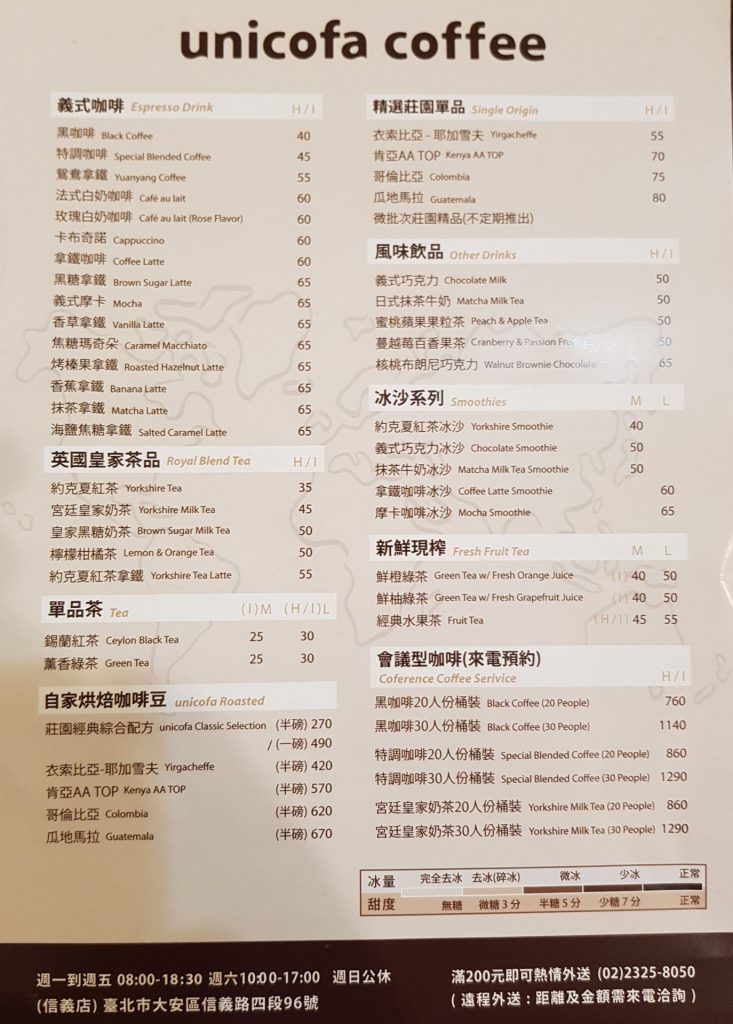 unicofa coffee
義式咖啡 Espresso Drink H / I
黑咖啡 Black Coffee 40
特調咖啡 Special Blended Coffee 45
鴛鴦拿鐵 Yuanyang Coffee 55
法式白奶咖啡 Café au lait 60
玫瑰白奶咖啡 Café au lait (Rose Flavor) 60
卡布奇諾 Cappuccino 60
拿鐵咖啡 Coffee Latte 60
黑糖拿鐵 Brown Sugar Latte 65
義式摩卡 Mocha 65
香草拿鐵 Vanilla Latte 65
焦糖瑪奇朵 Caramel Macchiato 65
烤榛果拿鐵 Roasted Hazelnut Latte 65
香蕉拿鐵 Banana Latte 65
抹茶拿鐵 Matcha Latte 65
海鹽焦糖拿鐵 Salted Caramel Latte 65
英國皇家茶品 Royal Blend Tea H / I
約克夏紅茶 Yorkshire Tea 35
宮廷皇家奶茶 Yorkshire Milk Tea 45
皇家黑糖奶茶 Brown Sugar Milk Tea 50
檸檬柑橘茶 Lemon & Orange Tea 50
約克夏紅茶拿鐵 Yorkshire Tea Latte 55
單品茶 Tea (I)M (H/I)L
錫蘭紅茶 Ceylon Black Tea 25 30
薰香綠茶 Green Tea 25 30
自家烘焙咖啡豆 unicofa Roasted
莊園經典綜合配方 unicofa Classic Selection (半磅) 270
/ (一磅) 490
衣索比亞-耶加雪夫 Yirgacheffe (半磅) 420
肯亞AA TOP Kenya AA TOP (半磅) 570
哥倫比亞 Colombia (半磅) 620
瓜地馬拉 Guatemala (半磅) 670
精選莊園單品 Single Origin H / I
衣索比亞 - 耶加雪夫 Yirgacheffe 55
肯亞AA TOP Kenya AA TOP 70
哥倫比亞 Colombia 75
瓜地馬拉 Guatemala 80
微批次莊園精品(不定期推出)
風味飲品 Other Drinks H / I
義式巧克力 Chocolate Milk 50
日式抹茶牛奶 Matcha Milk Tea 50
蜜桃蘋果果粒茶 Peach & Apple Tea 50
蔓越莓百香果茶 Cranberry & Passion 50
核桃布朗尼巧克力 Walnut Brownie Chocolate 65
冰沙系列 Smoothies M L
約克夏紅茶冰沙 Yorkshire Smoothie 40
義式巧克力冰沙 Chocolate Smoothie 50
抹茶牛奶冰沙 Matcha Milk Tea Smoothie 50
拿鐵咖啡冰沙 Coffee Latte Smoothie 60
摩卡咖啡冰沙 Mocha Smoothie 65
新鮮現榨 Fresh Fruit Tea M L
鮮橙綠茶 Green Tea w/ Fresh Orange Juice (I) 40 50
鮮柚綠茶 Green Tea w/ Fresh Grapefruit Juice (I) 40 50
經典水果茶 Fruit Tea (H/I) 45 55
會議型咖啡(來電預約)
Coference Coffee Serivice H / I
黑咖啡20人份桶裝 Black Coffee (20 People) 760
黑咖啡30人份桶裝 Black Coffee (30 People) 1140
特調咖啡20人份桶裝 Special Blended Coffee (20 People) 860
特調咖啡30人份桶裝 Special Blended Coffee (30 People) 1290
宮廷皇家奶茶20人份桶裝 Yorkshire Milk Tea (20 People) 860
宮廷皇家奶茶30人份桶裝 Yorkshire Milk Tea (30 People) 1290
冰量 完全去冰 去冰(碎冰) 微冰 少冰 正常
甜度 無糖 微糖 3 分 半糖 5 分 少糖 7 分 正常
週一到週五 08:00-18:30 週六10:00-17:00 週日公休
(信義店) 臺北市大安區信義路四段96號
滿200元即可熱情外送 (02)2325-8050
( 遠程外送 : 距離及金額需來電洽詢 )